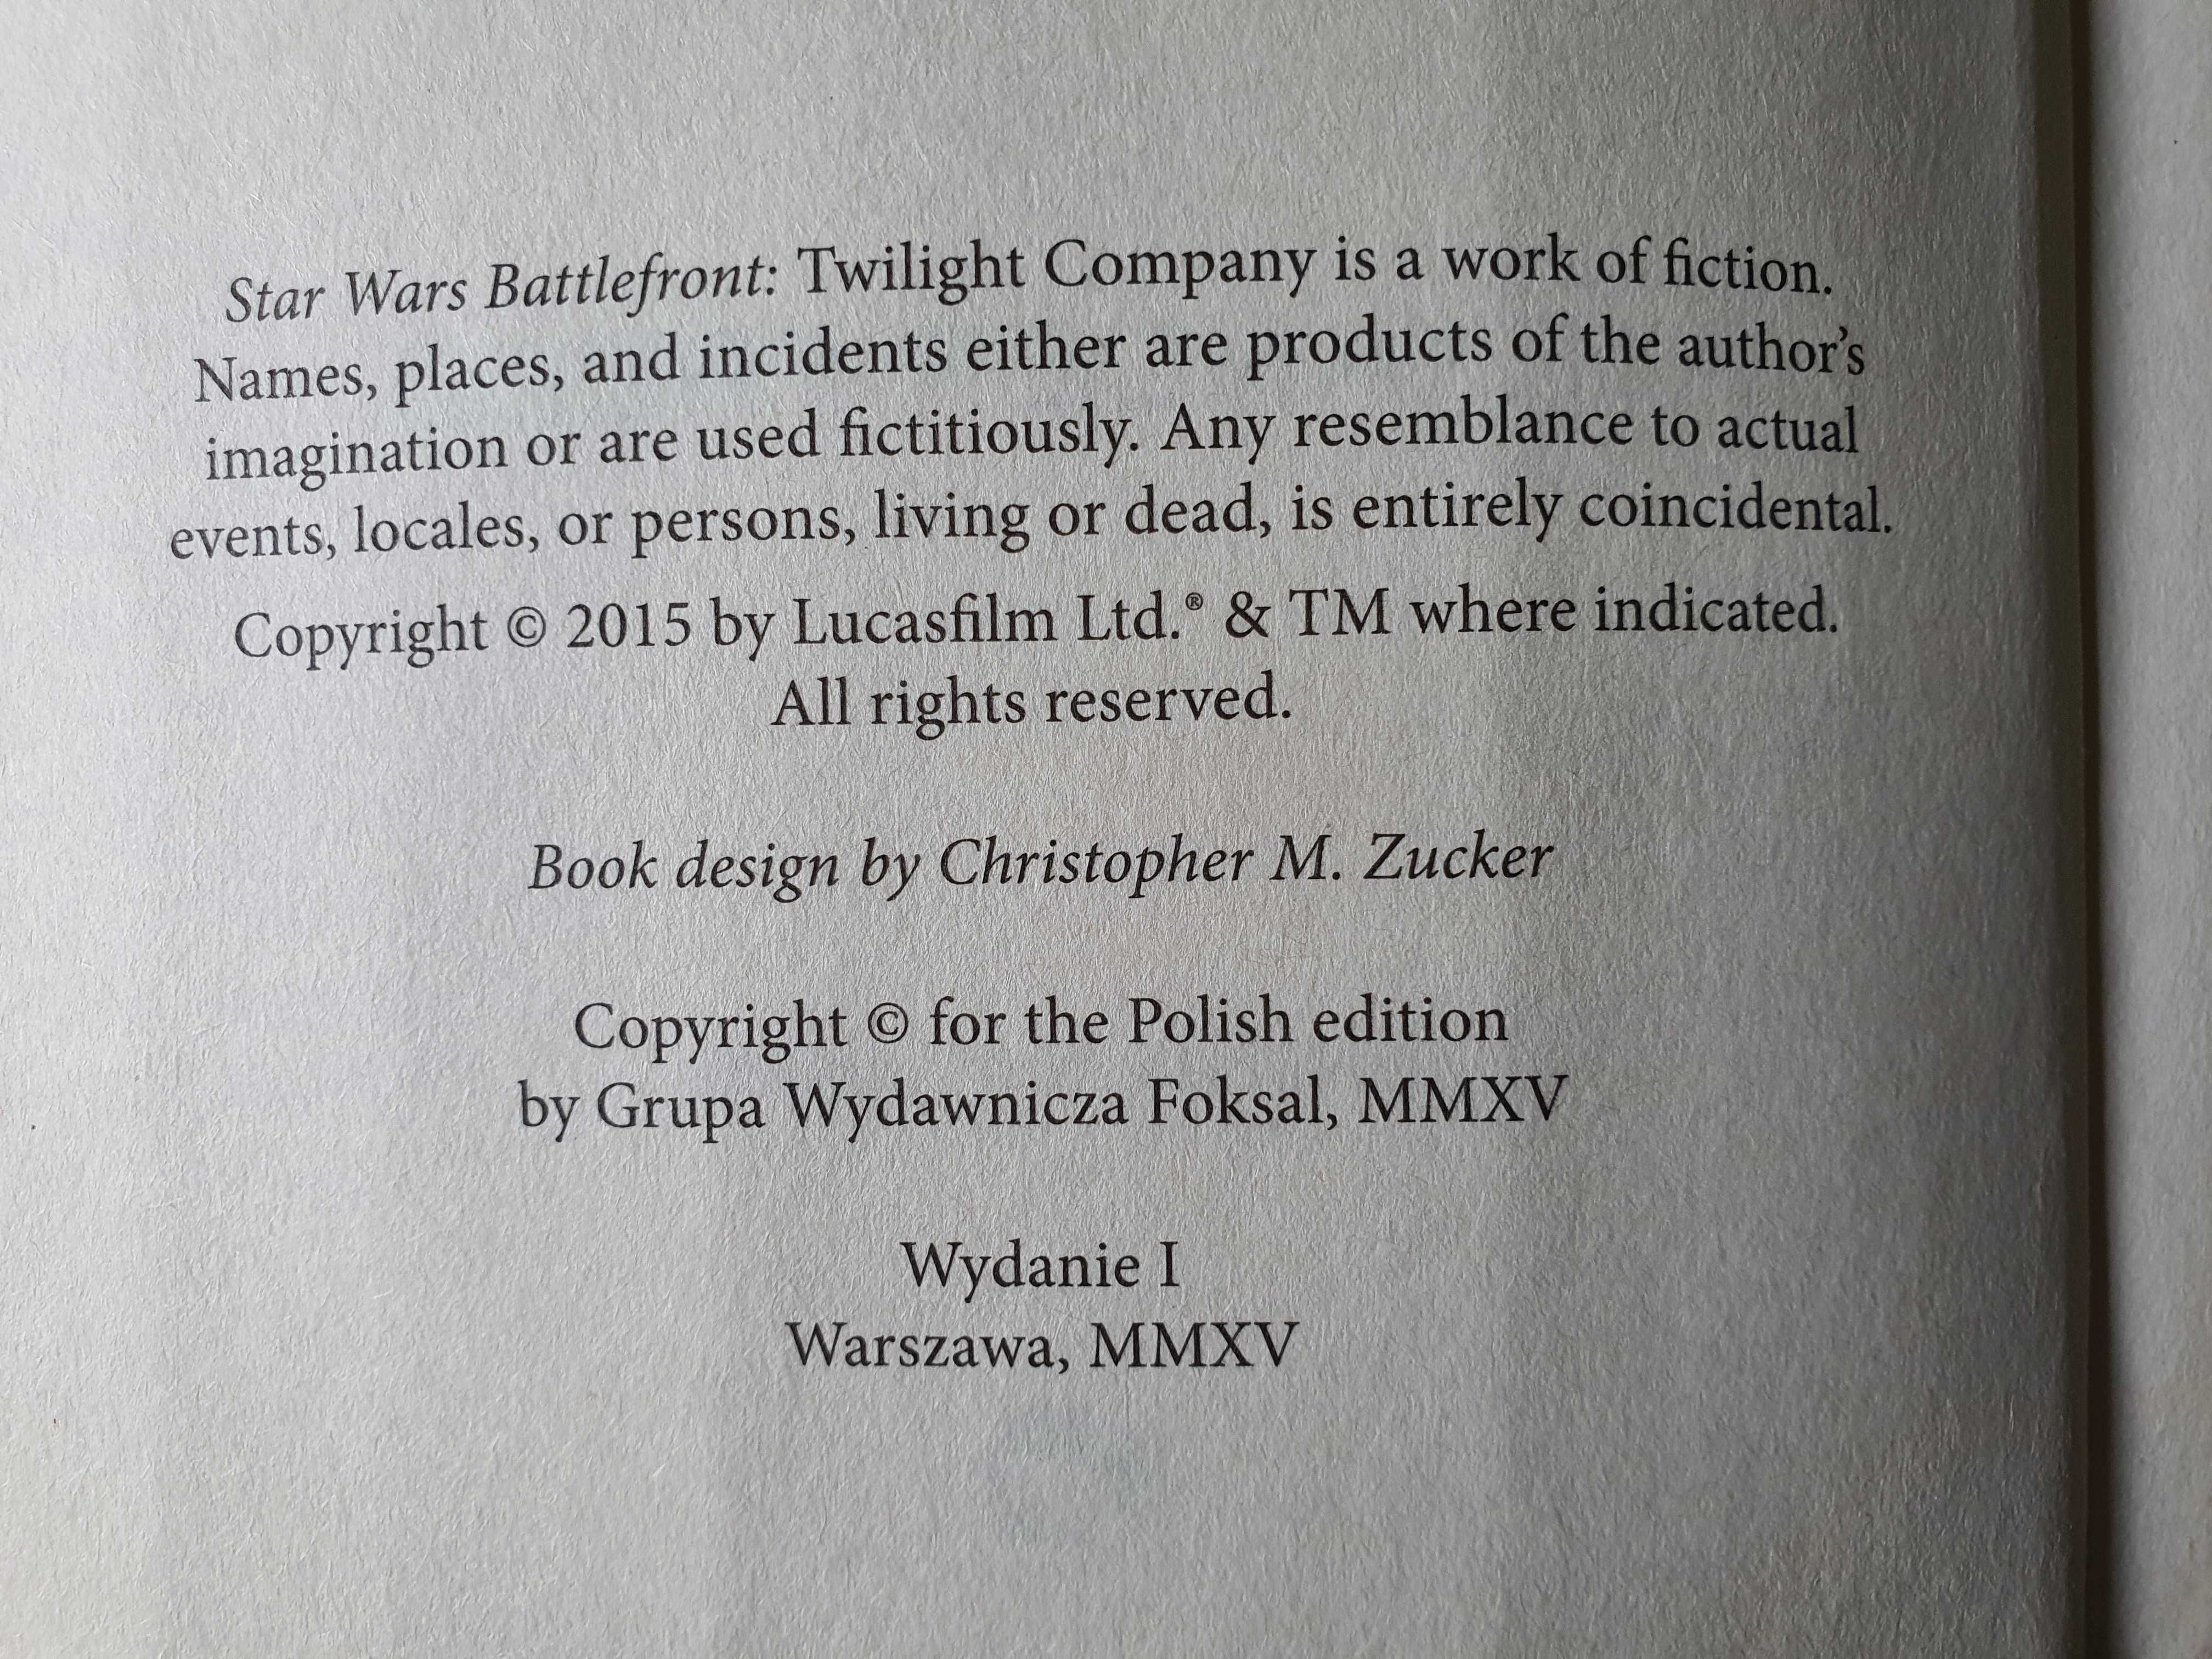 Star Wars Battlefront: Twilight Company is a work of fiction.
Names, places, and incidents either are products of the author’s
imagination or are used fictitiously. Any resemblance to actual
events, locales, or persons, living or dead, is entirely coincidental.
Copyright © 2015 by Lucasfilm Ltd.® & TM where indicated.
All rights reserved.
Book design by Christopher M. Zucker
Copyright © for the Polish edition
by Grupa Wydawnicza Foksal, MMXV
Wydanie I
Warszawa, MMXV